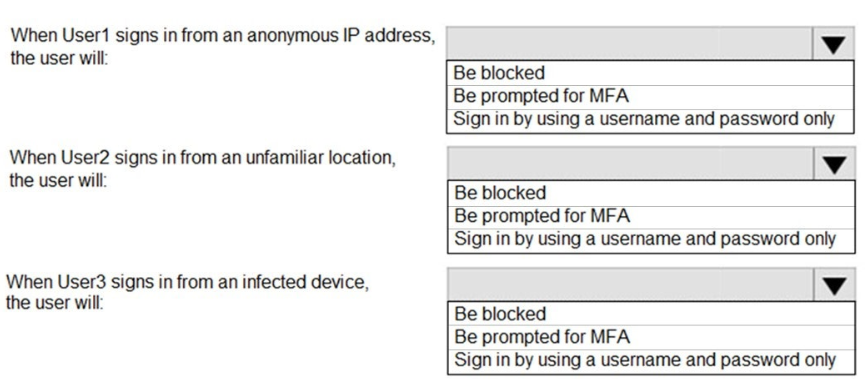 When User1 signs in from an anonymous IP address,
the user will:
Be blocked
Be prompted for MFA
Sign in by using a username and password only
When User2 signs in from an unfamiliar location,
the user will:
Be blocked
Be prompted for MFA
Sign in by using a username and password only
When User3 signs in from an infected device,
the user will:
Be blocked
Be prompted for MFA
Sign in by using a username and password only